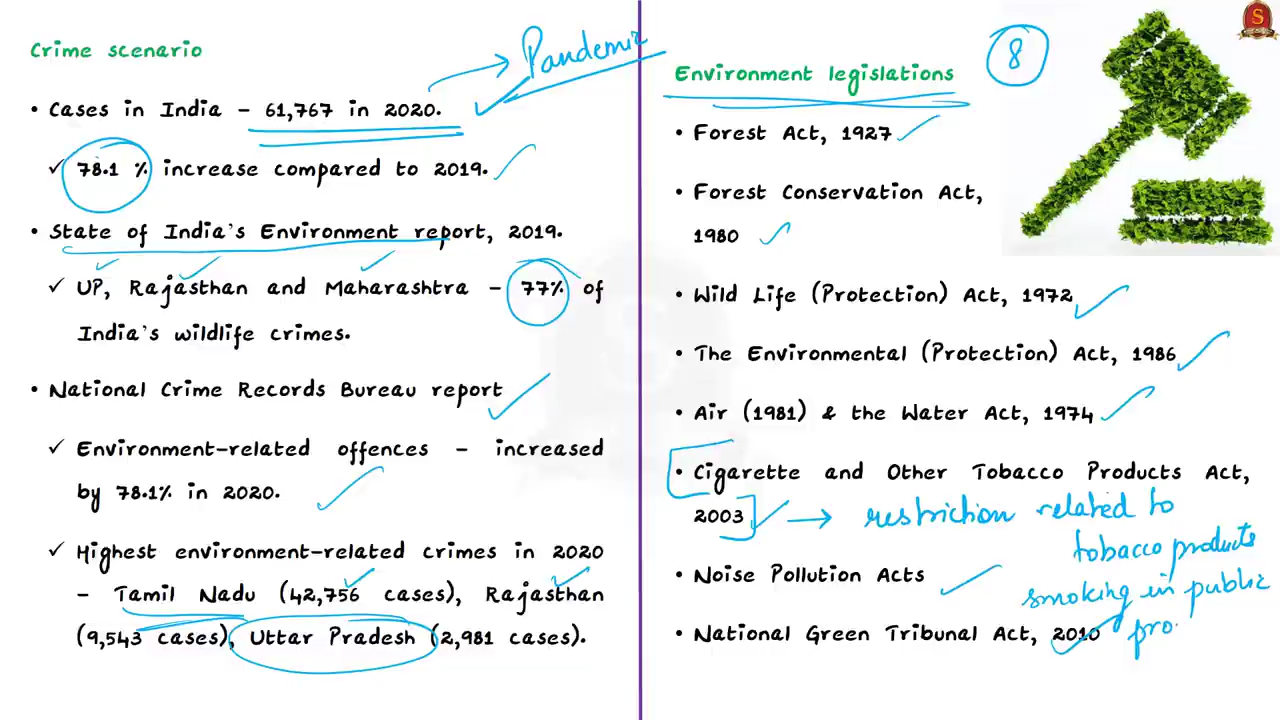 Crime scenario
Pandemic
• Cases in India - 61,767 in 2020.
✓ 78.1 % increase compared to 2019.
• State of India's Environment report, 2019.
✓ UP, Rajasthan and Maharashtra - 77% of
India's wildlife crimes.
• National Crime Records Bureau report
✓ Environment-related offences - increased
by 78.1% in 2020.
✓ Highest environment-related crimes in 2020
- Tamil Nadu (42,756 cases), Rajasthan
(9,543 cases), Uttar Pradesh (2,981 cases).
Environment legislations
8
• Forest Act, 1927
• Forest Conservation Act,
1980
• Wild Life (Protection) Act, 1972
• The Environmental (Protection) Act, 1986
• Air (1981) & the Water Act, 1974
• Cigarette and Other Tobacco Products Act,
2003 → restriction related to
tobacco products
• Noise Pollution Acts
smoking in public
• National Green Tribunal Act, 2010
pro
S